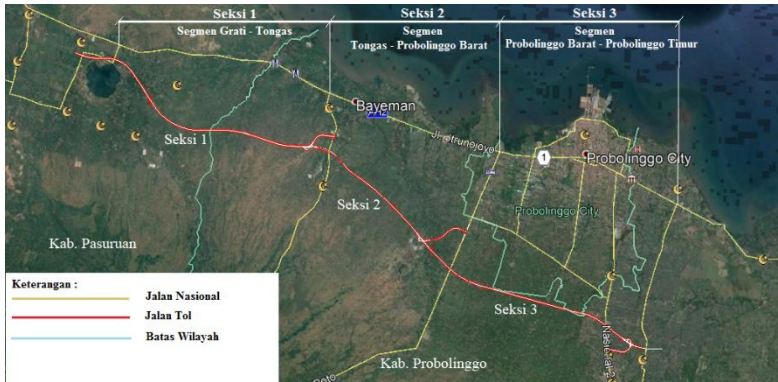 Seksi 1
Seksi 2
Seksi 3
Segmen Grati - Tongas
Segmen
Tongas - Probolinggo Barat
Segmen
Probolinggo Barat - Probolinggo Timur
Bayeman
Seksi 1
1
Probolinggo City
Seksi 2
Probolinggo City
Kab. Pasuruan
Keterangan :
Jalan Nasional
Jalan Tol
Batas Wilayah
Seksi 3
Kab. Probolinggo